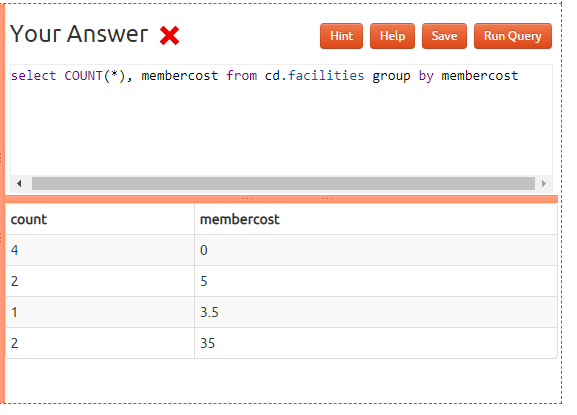 Your Answer ✖ Hint Help Save Run Query
select COUNT(*), membercost from cd.facilities group by membercost
count membercost
4 0
2 5
1 3.5
2 35